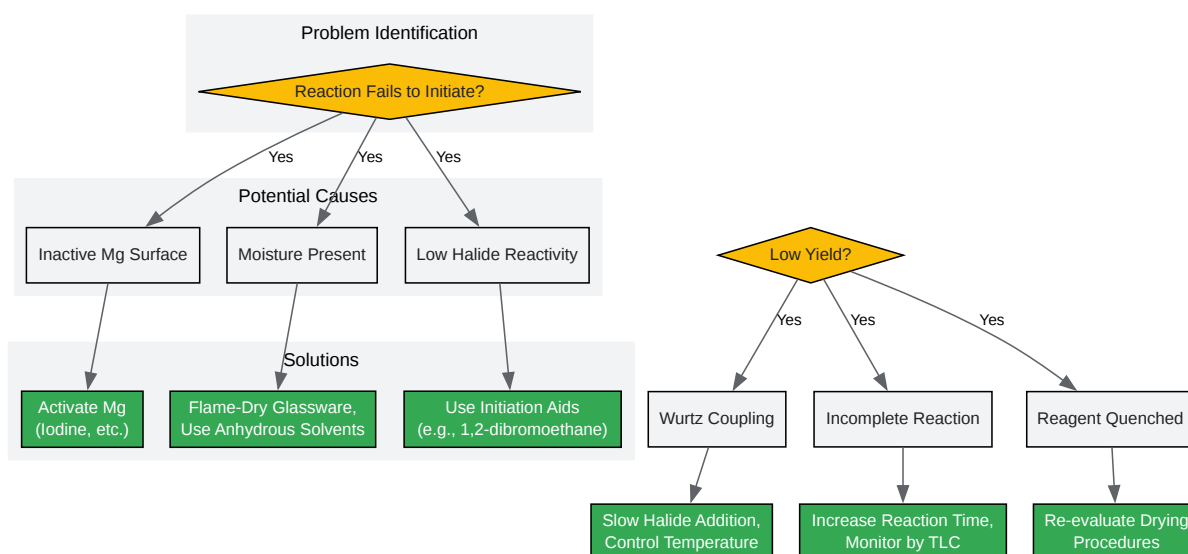 Problem Identification
Reaction Fails to Initiate?
Yes
Yes
Yes
Potential Causes
Inactive Mg Surface
Moisture Present
Low Halide Reactivity
Solutions
Activate Mg
(Iodine, etc.)
Flame-Dry Glassware,
Use Anhydrous Solvents
Use Initiation Aids
(e.g., 1,2-dibromoethane)
Low Yield?
Yes
Yes
Yes
Wurtz Coupling
Incomplete Reaction
Reagent Quenched
Slow Halide Addition,
Control Temperature
Increase Reaction Time,
Monitor by TLC
Re-evaluate Drying
Procedures